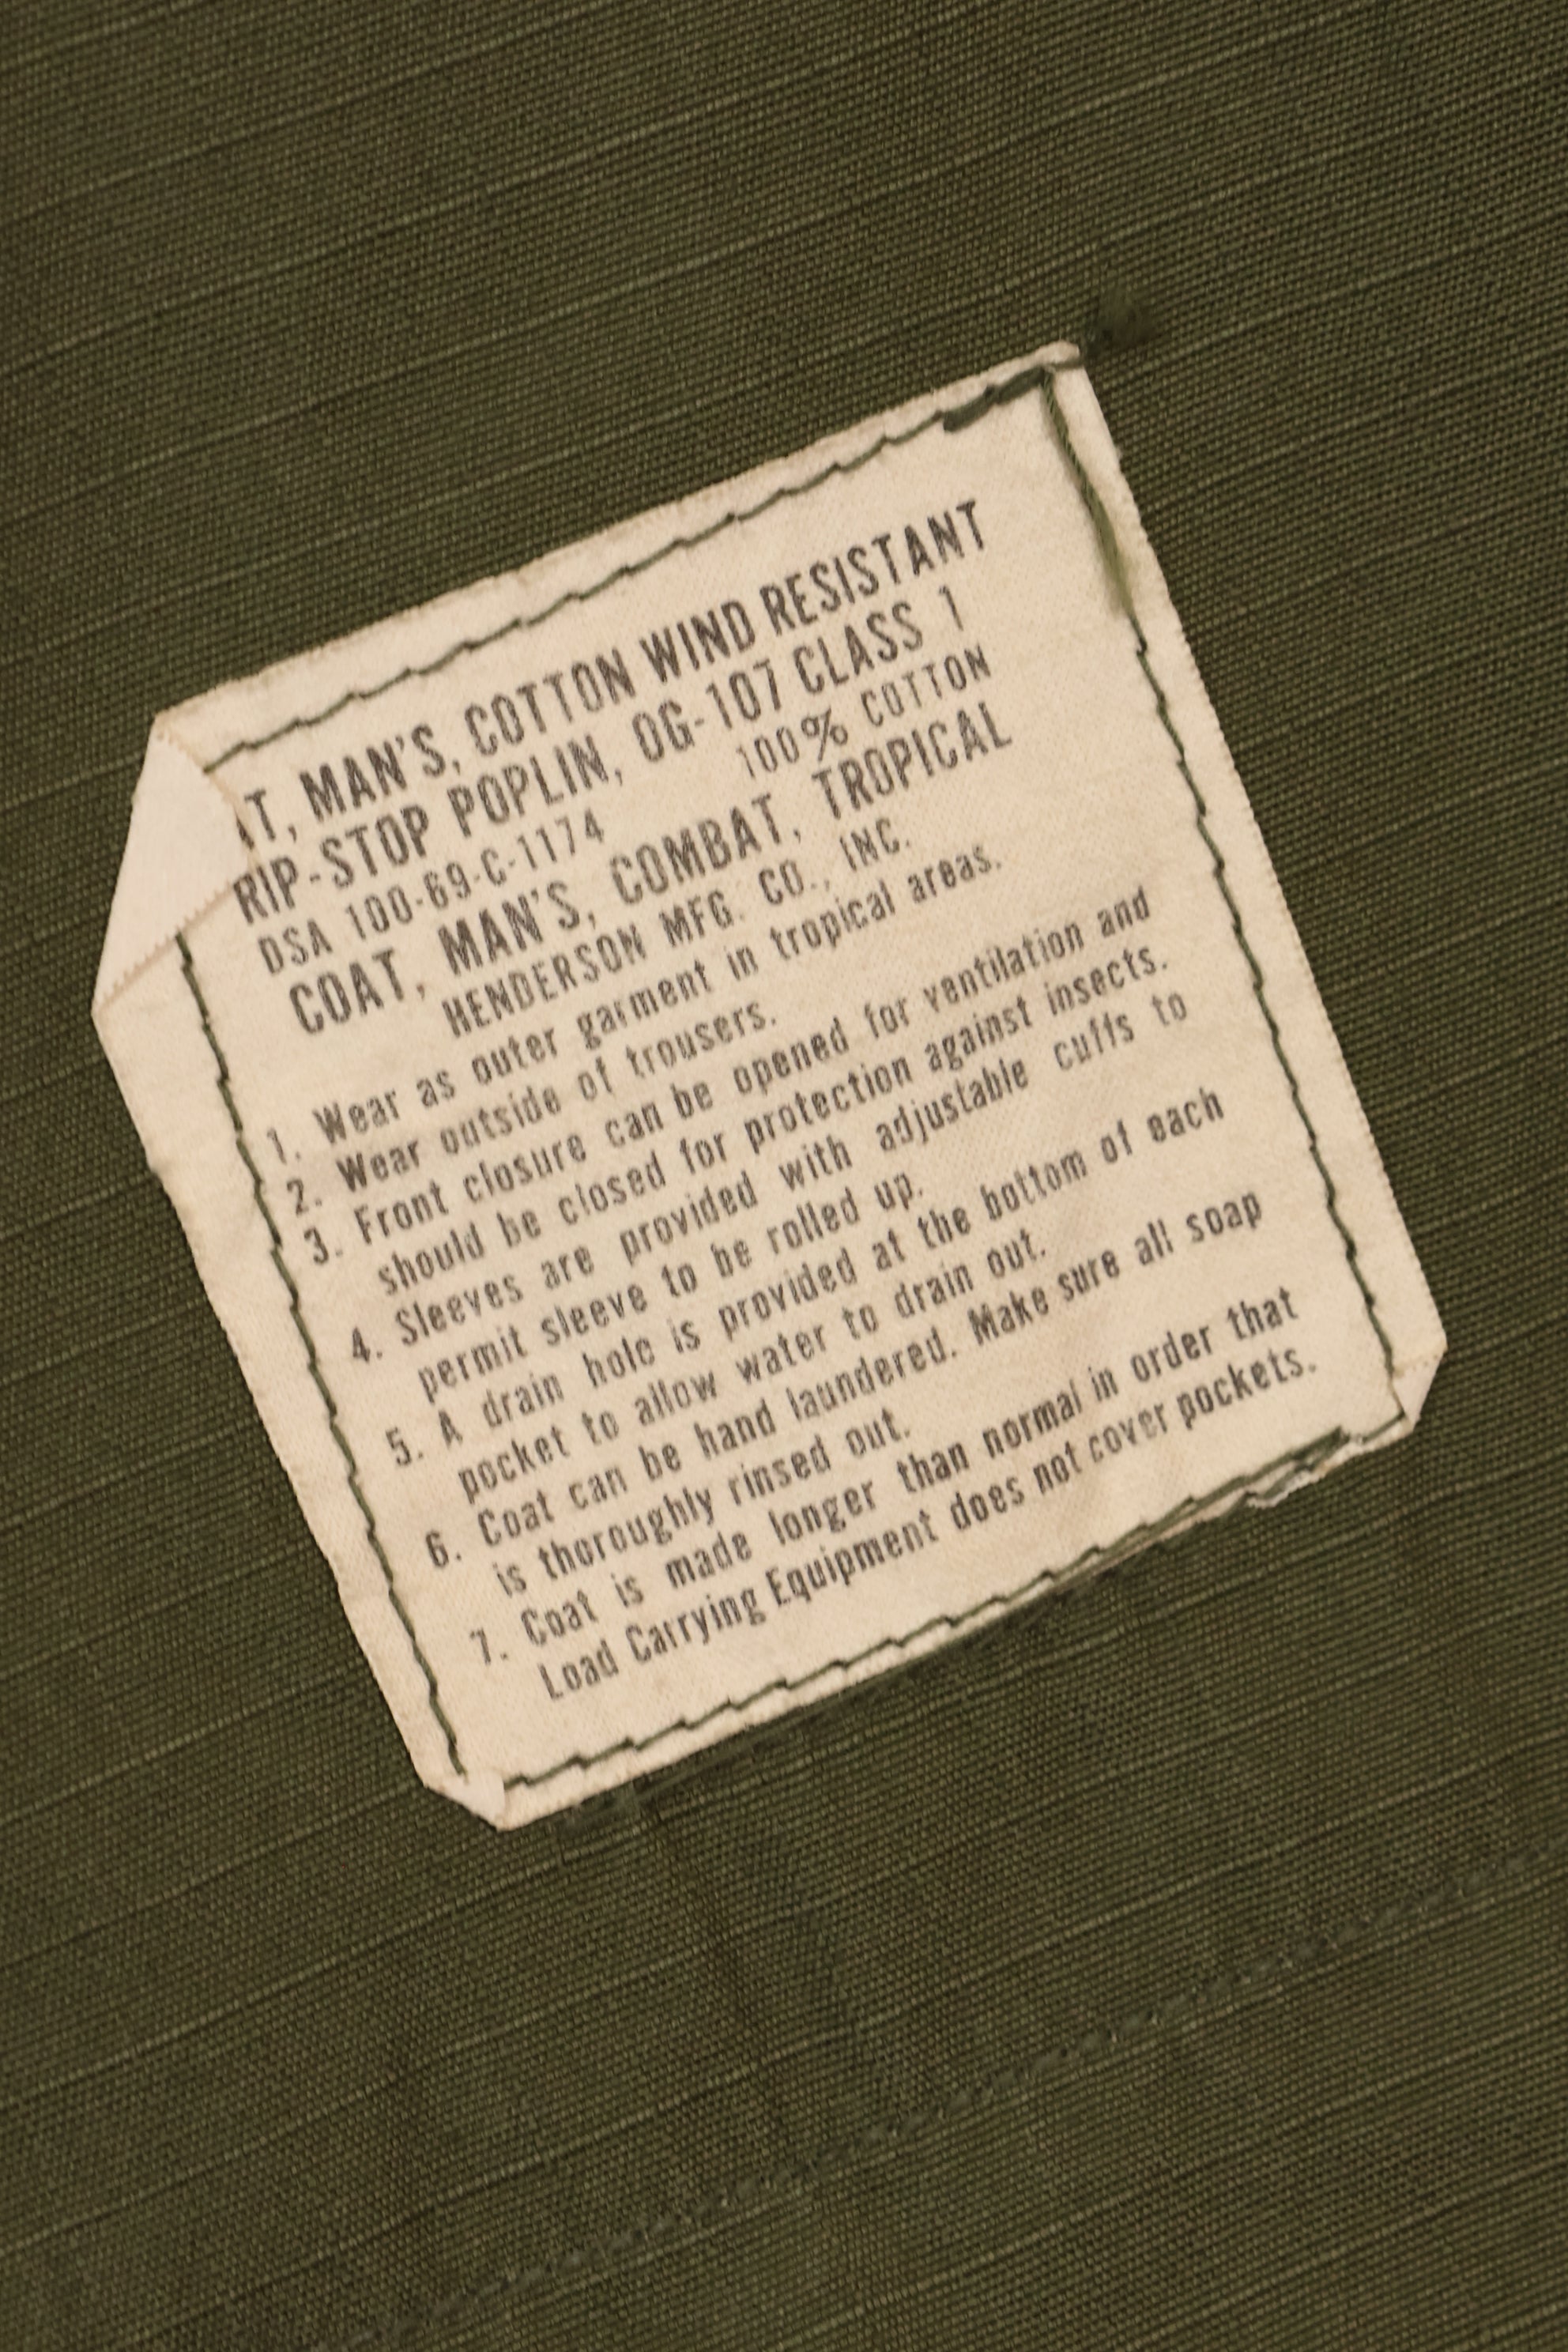 T, MAN'S, COTTON WIND RESISTANT
RIP-STOP POPLIN, OG-107 CLASS 1
DSA 100-69-C-1174 100% COTTON
COAT, MAN'S, COMBAT, TROPICAL
HENDERSON MFG. CO., INC.
1. Wear as outer garment in tropical areas.
2. Wear outside of trousers.
3. Front closure can be opened for ventilation and
should be closed for protection against insects.
4. Sleeves are provided with adjustable cuffs to
permit sleeve to be rolled up.
5. A drain hole is provided at the bottom of each
pocket to allow water to drain out.
6. Coat can be hand laundered. Make sure all soap
is thoroughly rinsed out.
7. Coat is made longer than normal in order that
Load Carrying Equipment does not cover pockets.